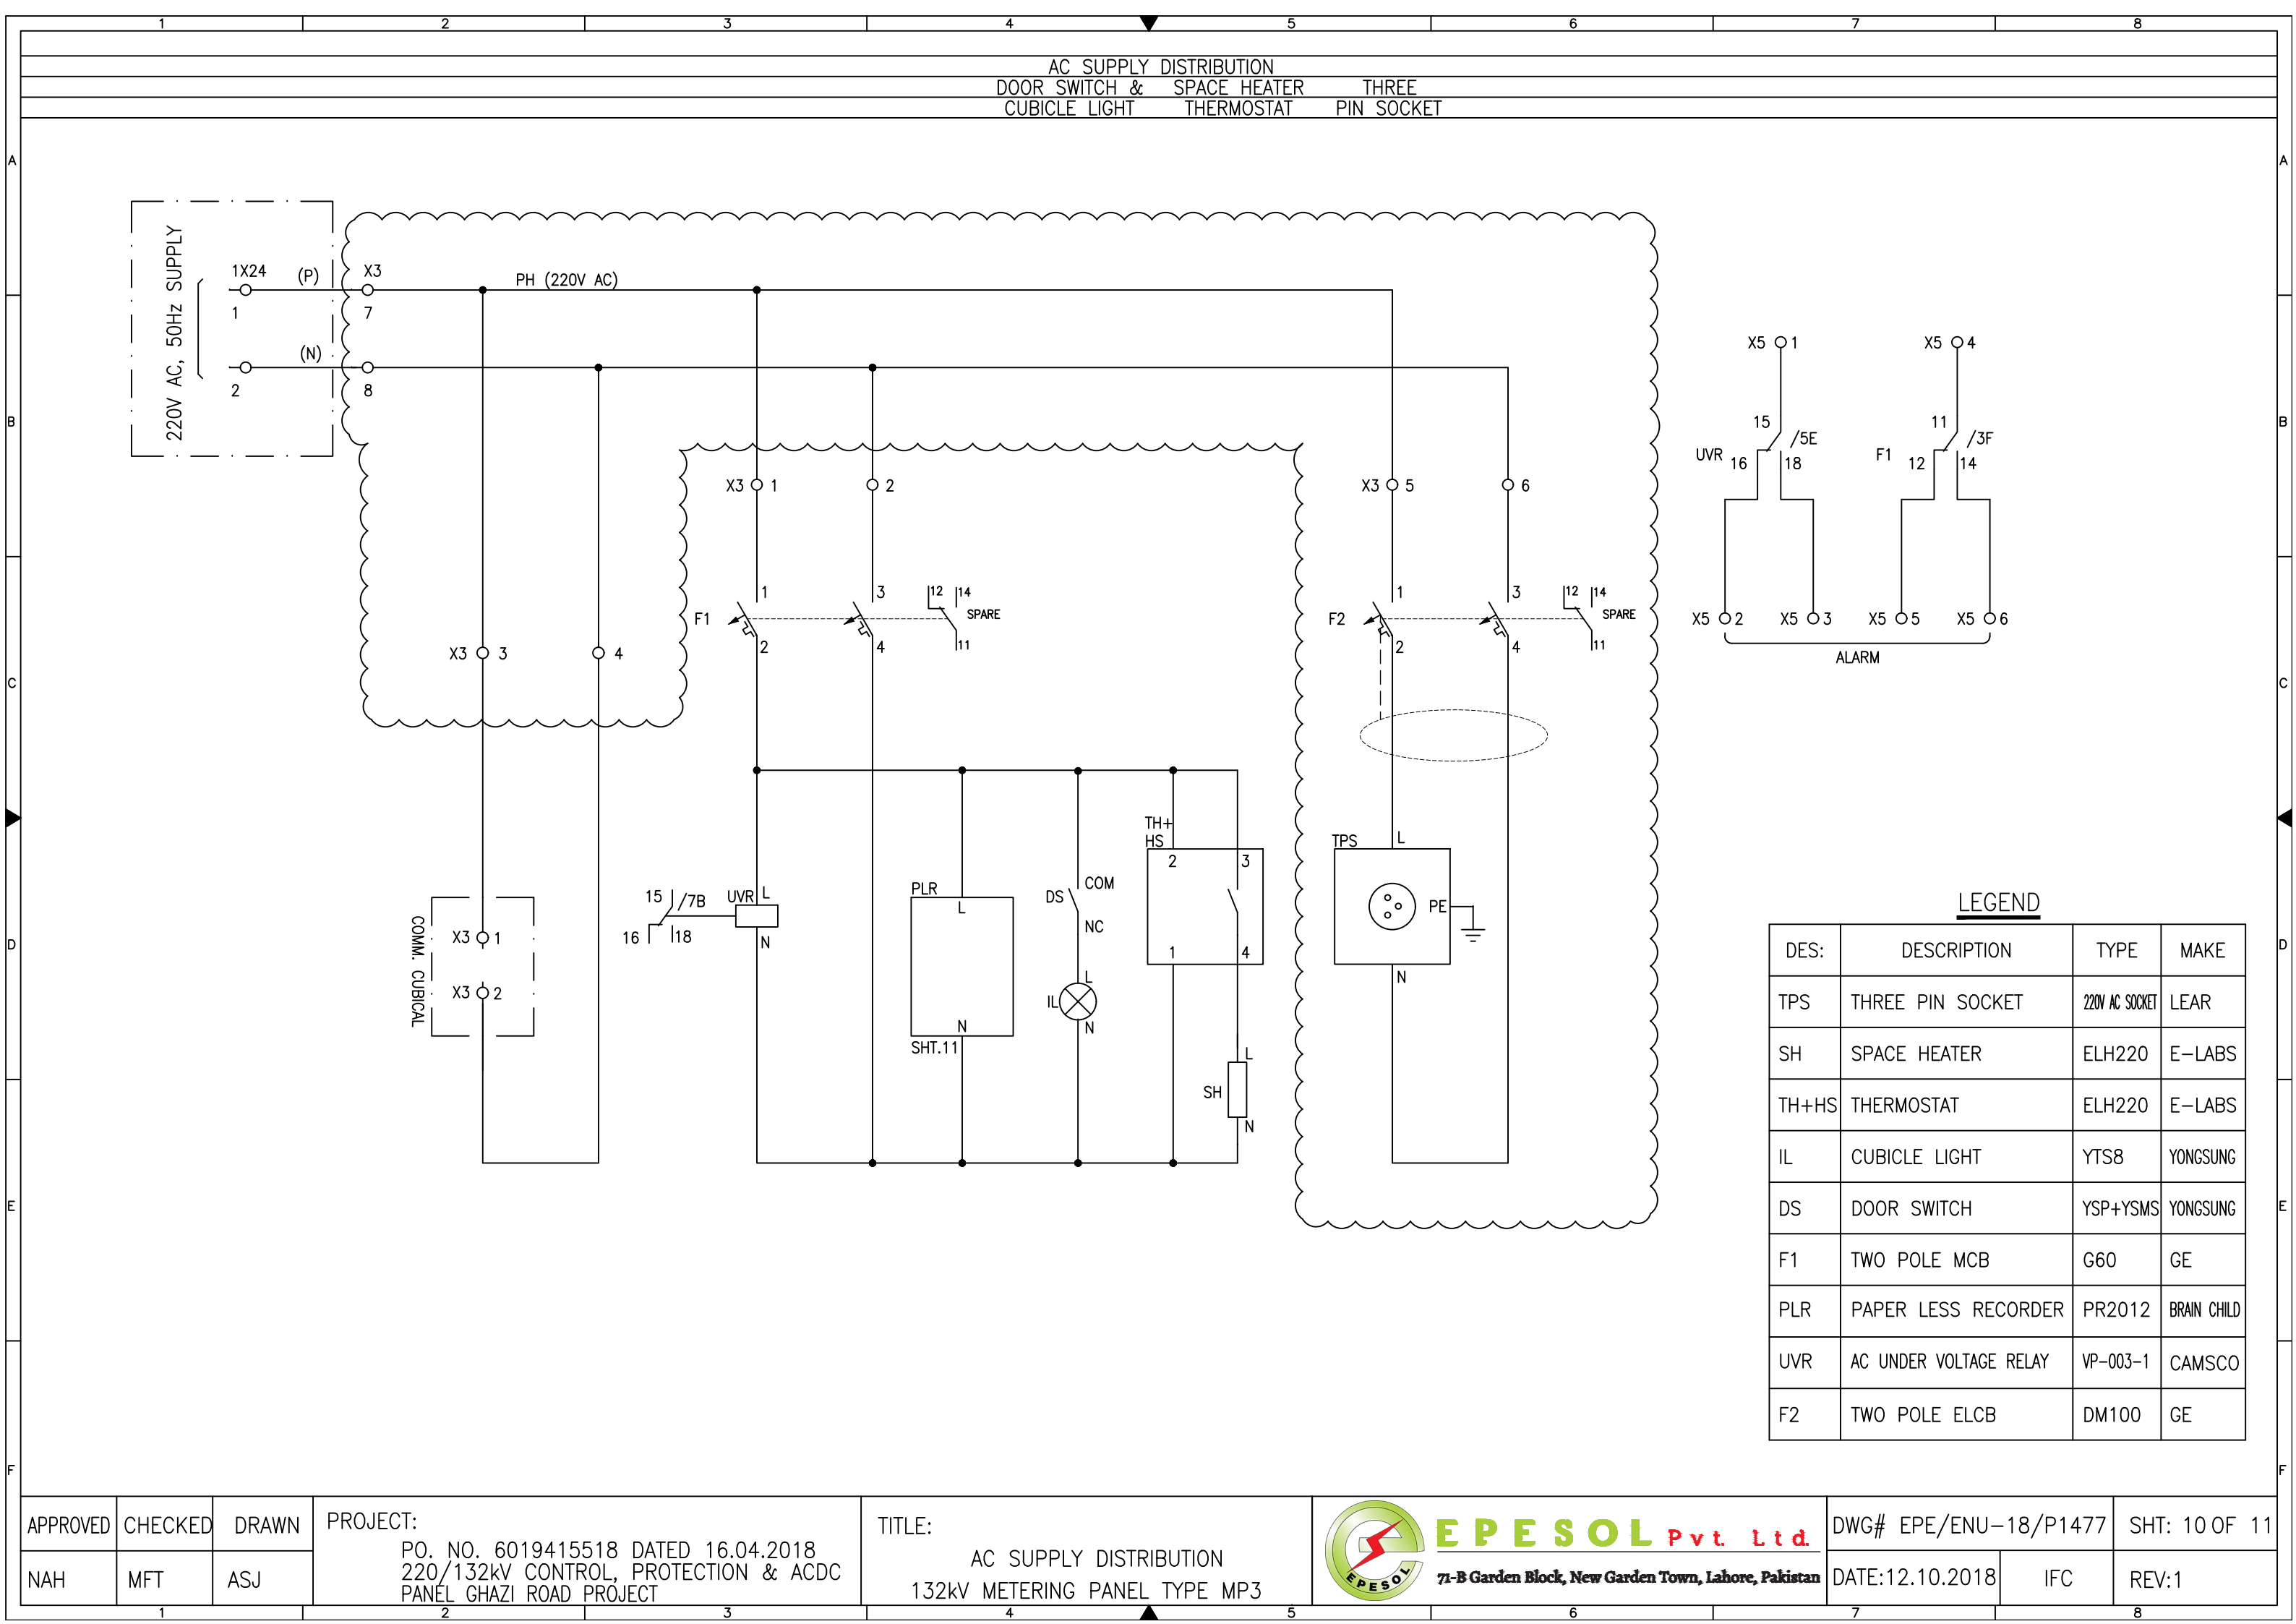 1 2 3 4 5 6 7 8
AC SUPPLY DISTRIBUTION
DOOR SWITCH & SPACE HEATER THREE
CUBICLE LIGHT THERMOSTAT PIN SOCKET
A A
220V AC, 50Hz SUPPLY
1X24 (P) X3
PH (220V AC)
1 7
(N)
2 8
X5 1 X5 4
B B
15 /5E 11 /3F
UVR 16 18 F1 12 14
X3 1 2 X3 5 6
1 3 12 14 SPARE
F1
2 4 11
1 3 12 14 SPARE
F2
2 4 11
X5 2 X5 3 X5 5 X5 6
ALARM
X3 3 4
C C
TH+
HS
2 3
1 4
TPS L
PE
N
15 /7B UVR L
16 18 N
PLR
L
N
SHT.11
DS COM
NC
L
IL
N
L
SH
N
COMM. CUBICAL
X3 1
X3 2
D D
LEGEND
DES: DESCRIPTION TYPE MAKE
TPS THREE PIN SOCKET 220V AC SOCKET LEAR
SH SPACE HEATER ELH220 E-LABS
TH+HS THERMOSTAT ELH220 E-LABS
IL CUBICLE LIGHT YTS8 YONGSUNG
DS DOOR SWITCH YSP+YSMS YONGSUNG
F1 TWO POLE MCB G60 GE
PLR PAPER LESS RECORDER PR2012 BRAIN CHILD
UVR AC UNDER VOLTAGE RELAY VP-003-1 CAMSCO
F2 TWO POLE ELCB DM100 GE
E E
F F
APPROVED CHECKED DRAWN
NAH MFT ASJ
PROJECT:
PO. NO. 6019415518 DATED 16.04.2018
220/132kV CONTROL, PROTECTION & ACDC
PANEL GHAZI ROAD PROJECT
TITLE:
AC SUPPLY DISTRIBUTION
132kV METERING PANEL TYPE MP3
EPESOL
EPESOL Pvt. Ltd.
71-B Garden Block, New Garden Town, Lahore, Pakistan
DWG# EPE/ENU-18/P1477 SHT: 10 OF 11
DATE:12.10.2018 IFC REV:1
1 2 3 4 5 6 7 8